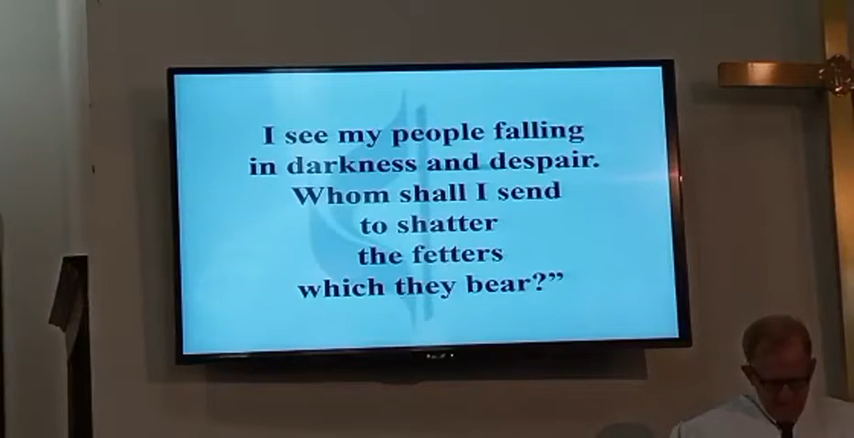 I see my people falling
in darkness and despair.
Whom shall I send
to shatter
the fetters
which they bear?”